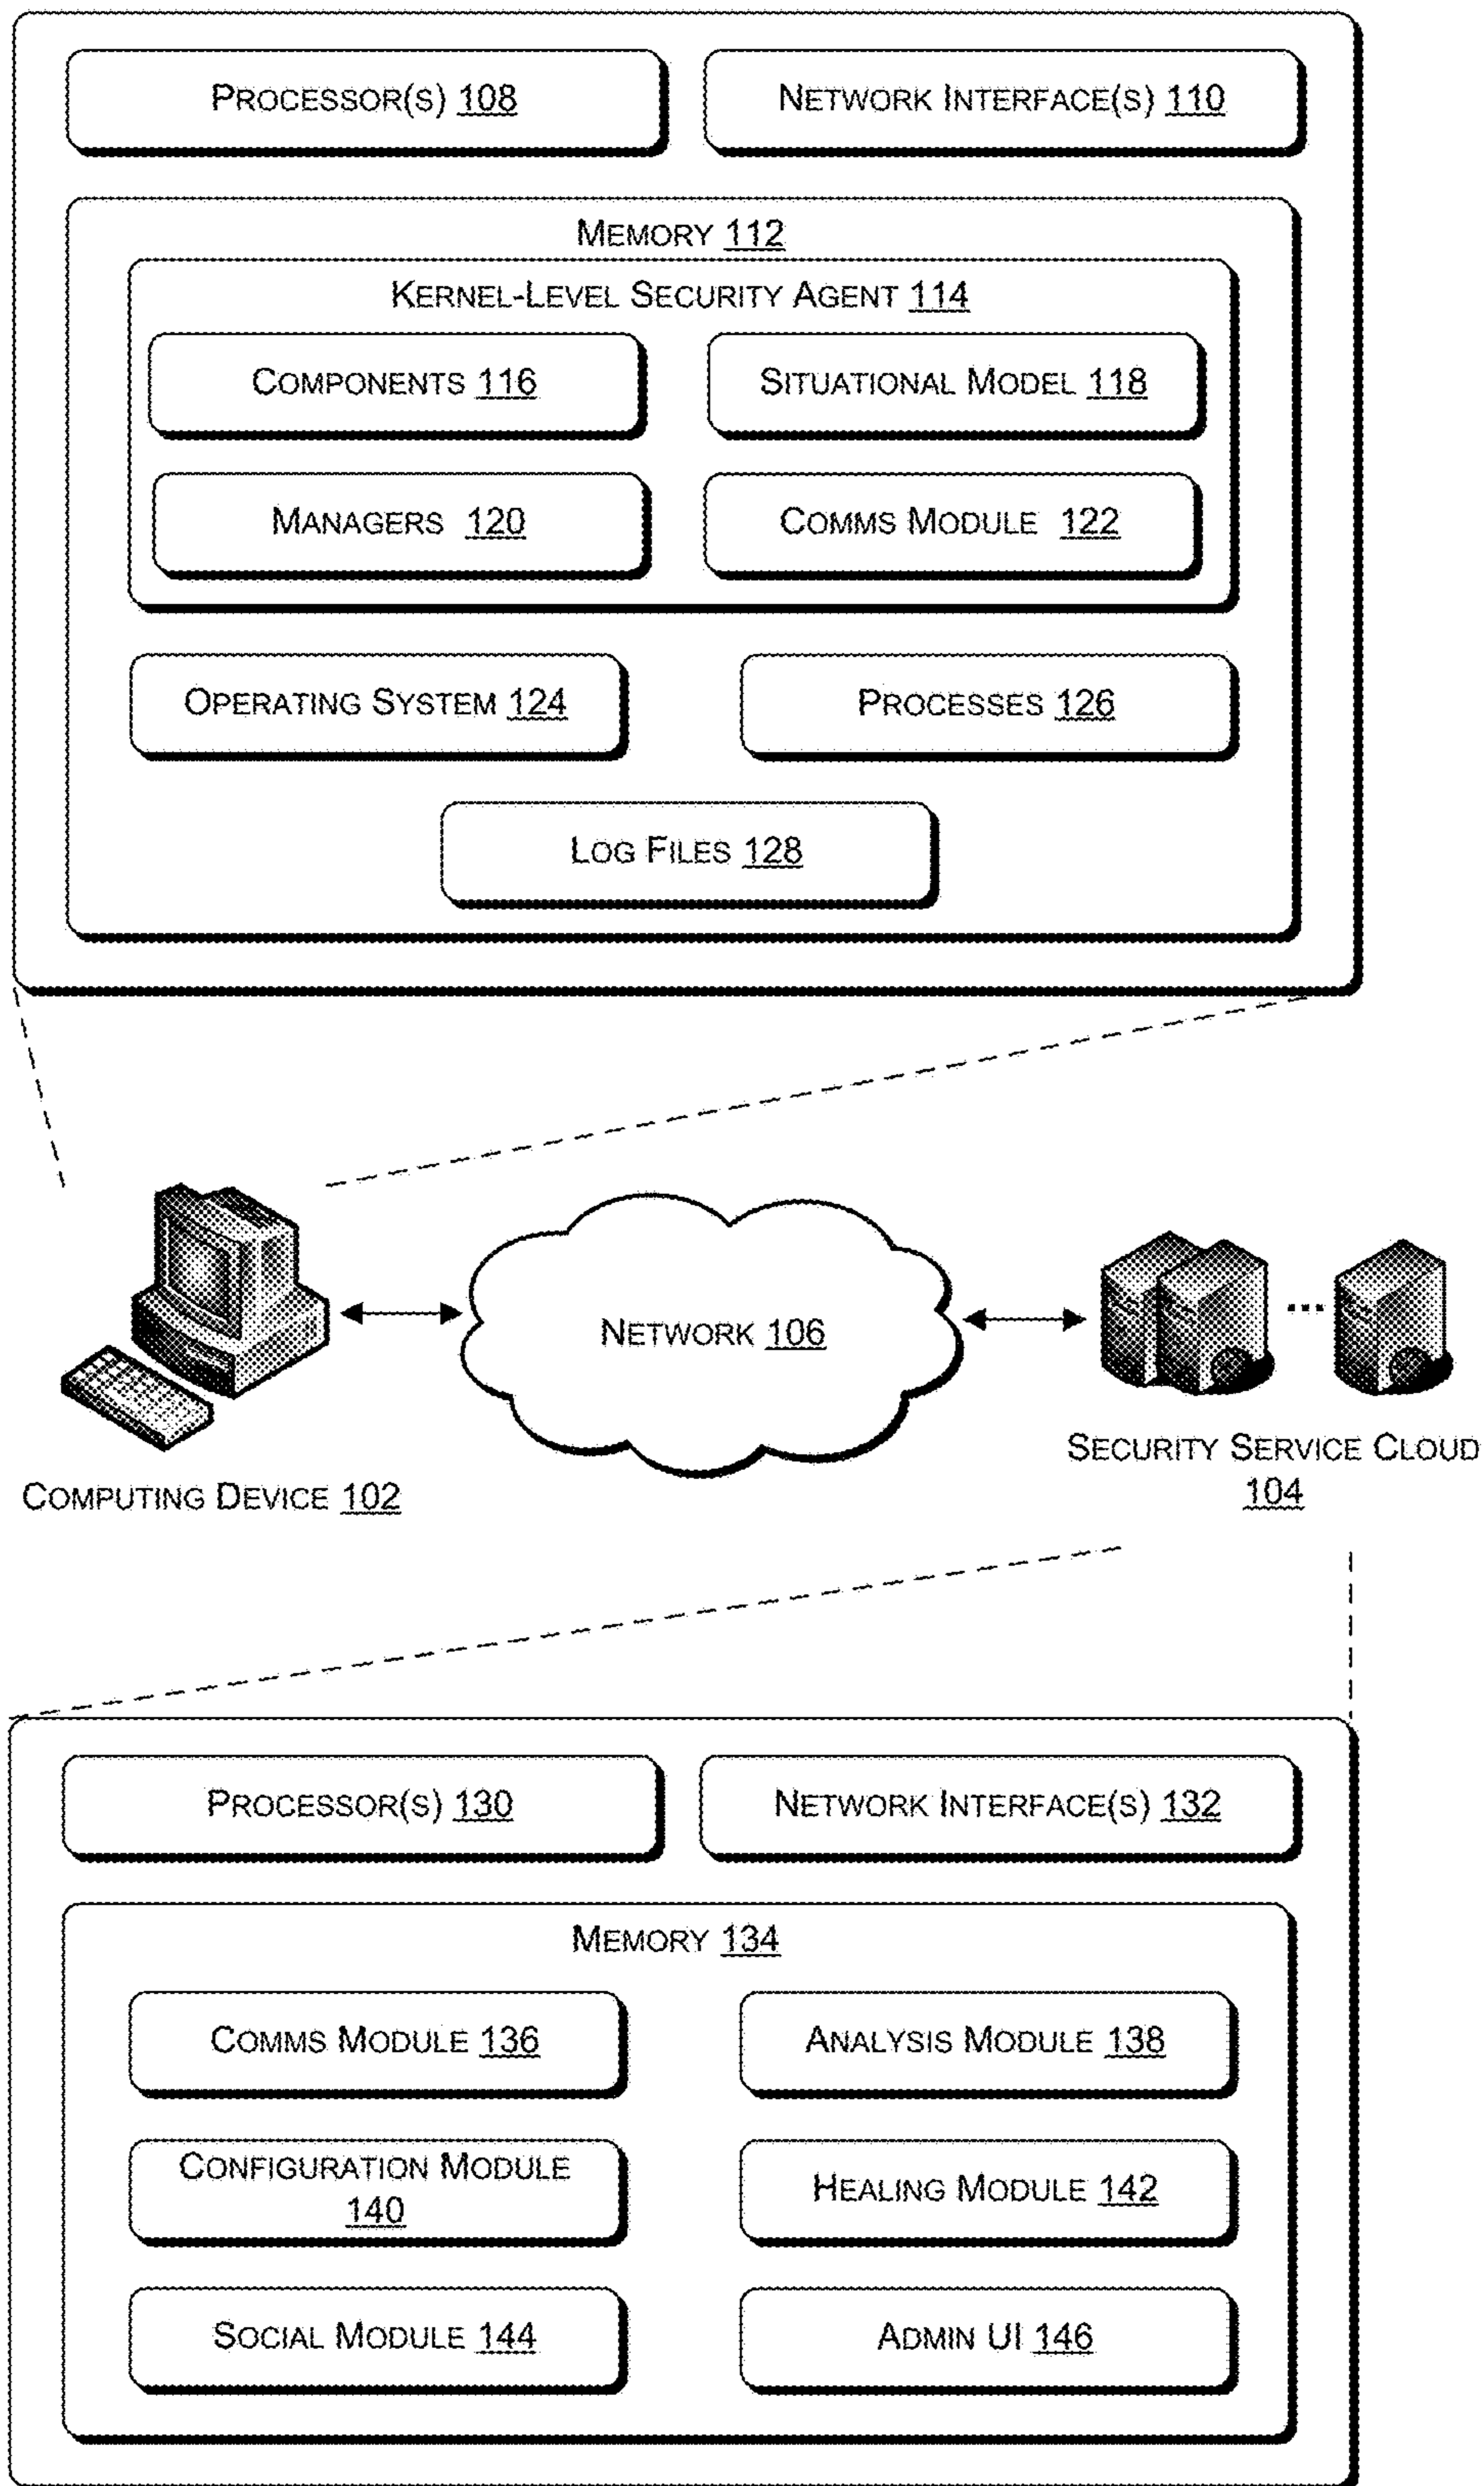 PROCESSOR(S) 108
NETWORK INTERFACE(S) 110
MEMORY 112
KERNEL-LEVEL SECURITY AGENT 114
COMPONENTS 116
SITUATIONAL MODEL 118
MANAGERS 120
COMMS MODULE 122
OPERATING SYSTEM 124
PROCESSES 126
LOG FILES 128
NETWORK 106
COMPUTING DEVICE 102
SECURITY SERVICE CLOUD
104
PROCESSOR(S) 130
NETWORK INTERFACE(S) 132
MEMORY 134
COMMS MODULE 136
ANALYSIS MODULE 138
CONFIGURATION MODULE
140
HEALING MODULE 142
SOCIAL MODULE 144
ADMIN UI 146